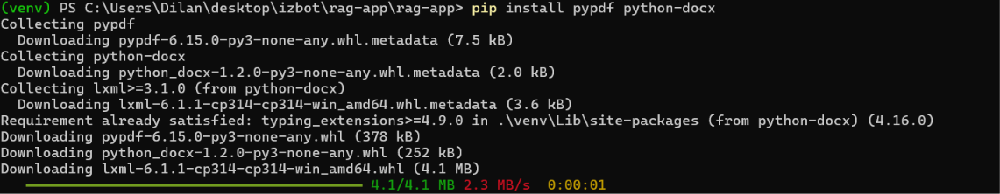 (venv) PS C:\Users\Dilan\desktop\izbot\rag-app\rag-app> pip install pypdf python-docx
Collecting pypdf
  Downloading pypdf-6.15.0-py3-none-any.whl.metadata (7.5 kB)
Collecting python-docx
  Downloading python_docx-1.2.0-py3-none-any.whl.metadata (2.0 kB)
Collecting lxml>=3.1.0 (from python-docx)
  Downloading lxml-6.1.1-cp314-cp314-win_amd64.whl.metadata (3.6 kB)
Requirement already satisfied: typing_extensions>=4.9.0 in .\venv\Lib\site-packages (from python-docx) (4.16.0)
Downloading pypdf-6.15.0-py3-none-any.whl (378 kB)
Downloading python_docx-1.2.0-py3-none-any.whl (252 kB)
Downloading lxml-6.1.1-cp314-cp314-win_amd64.whl (4.1 MB)
4.1/4.1 MB 2.3 MB/s  0:00:01